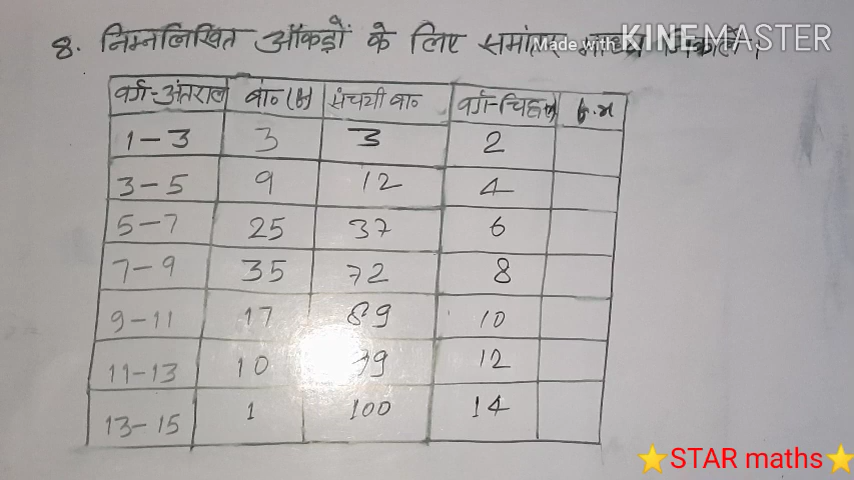 8. निम्नलिखित आँकड़ों के लिए समांतर माध्य निकालें।
Made with KINEMASTER
वर्ग-अंतराल बा० (f) संचयी बा० वर्ग-चिह्न f.x
1-3 3 3 2
3-5 9 12 4
5-7 25 37 6
7-9 35 72 8
9-11 17 89 10
11-13 10 99 12
13-15 1 100 14
⭐STAR maths⭐